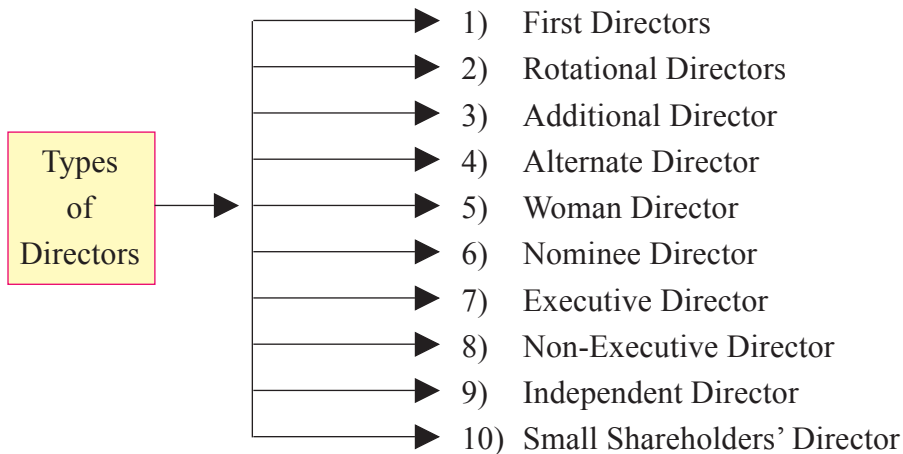 Types
of
Directors
1) First Directors
2) Rotational Directors
3) Additional Director
4) Alternate Director
5) Woman Director
6) Nominee Director
7) Executive Director
8) Non-Executive Director
9) Independent Director
10) Small Shareholders’ Director